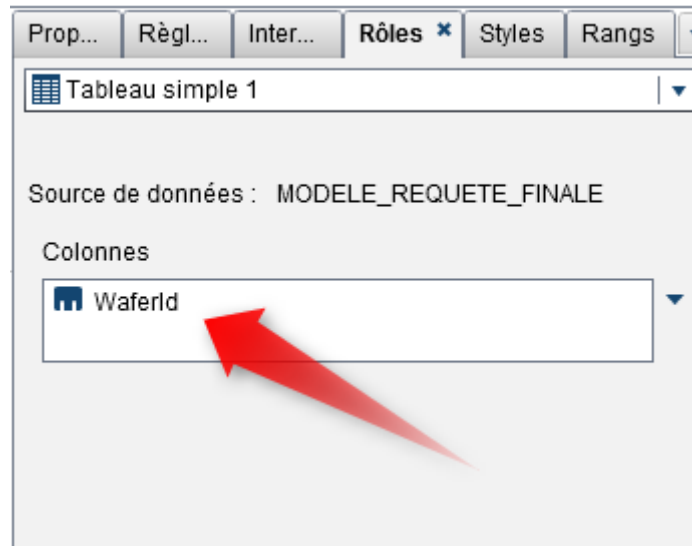 Prop... Règl... Inter... Rôles × Styles Rangs
Tableau simple 1
Source de données : MODELE_REQUETE_FINALE
Colonnes
WaferId